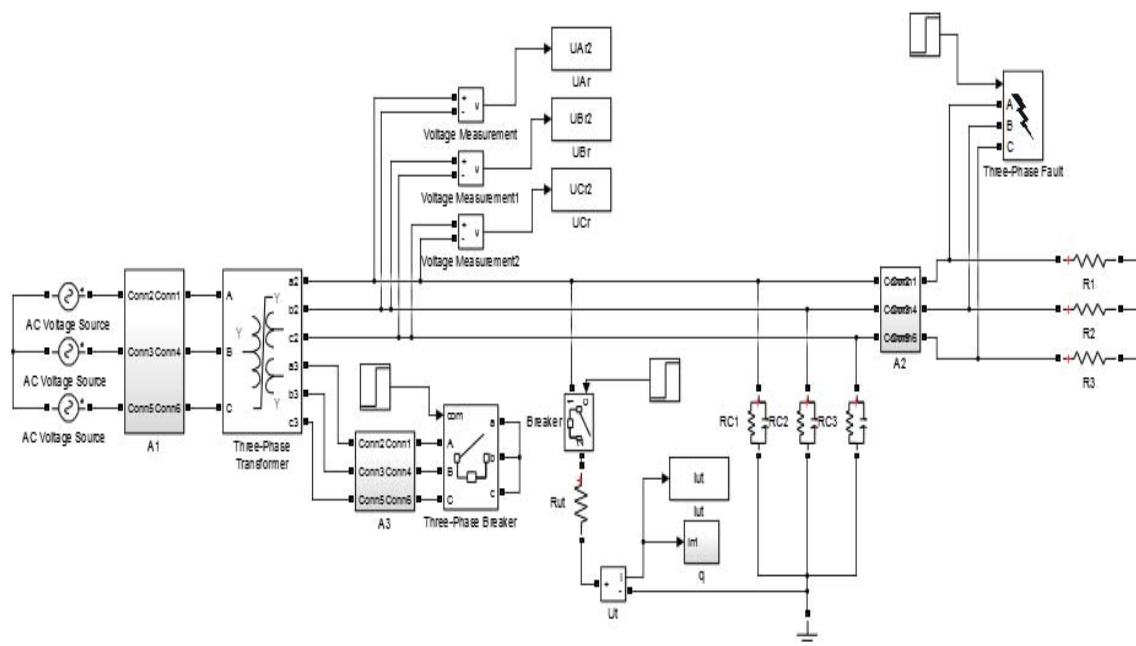 UAr2
UAr
+
-
v
Voltage Measurement
UBr2
UBr
+
-
v
Voltage Measurement1
UCr2
UCr
+
-
v
Voltage Measurement2
A
B
C
Three-Phase Fault
AC Voltage Source
AC Voltage Source
AC Voltage Source
Conn2 Conn1
Conn3 Conn4
Conn5 Conn6
A1
A
B
C
Y
Y
Y
a2
b2
c2
a3
b3
c3
Three-Phase
Transformer
Conn2 Conn1
Conn3 Conn4
Conn5 Conn6
A3
com
A
B
C
a
b
c
Three-Phase Breaker
Breaker
1
c
2
Rut
Iut
Iut
In1
q
+
i
-
Ut
RC1
RC2
RC3
A2
+
R1
+
R2
+
R3